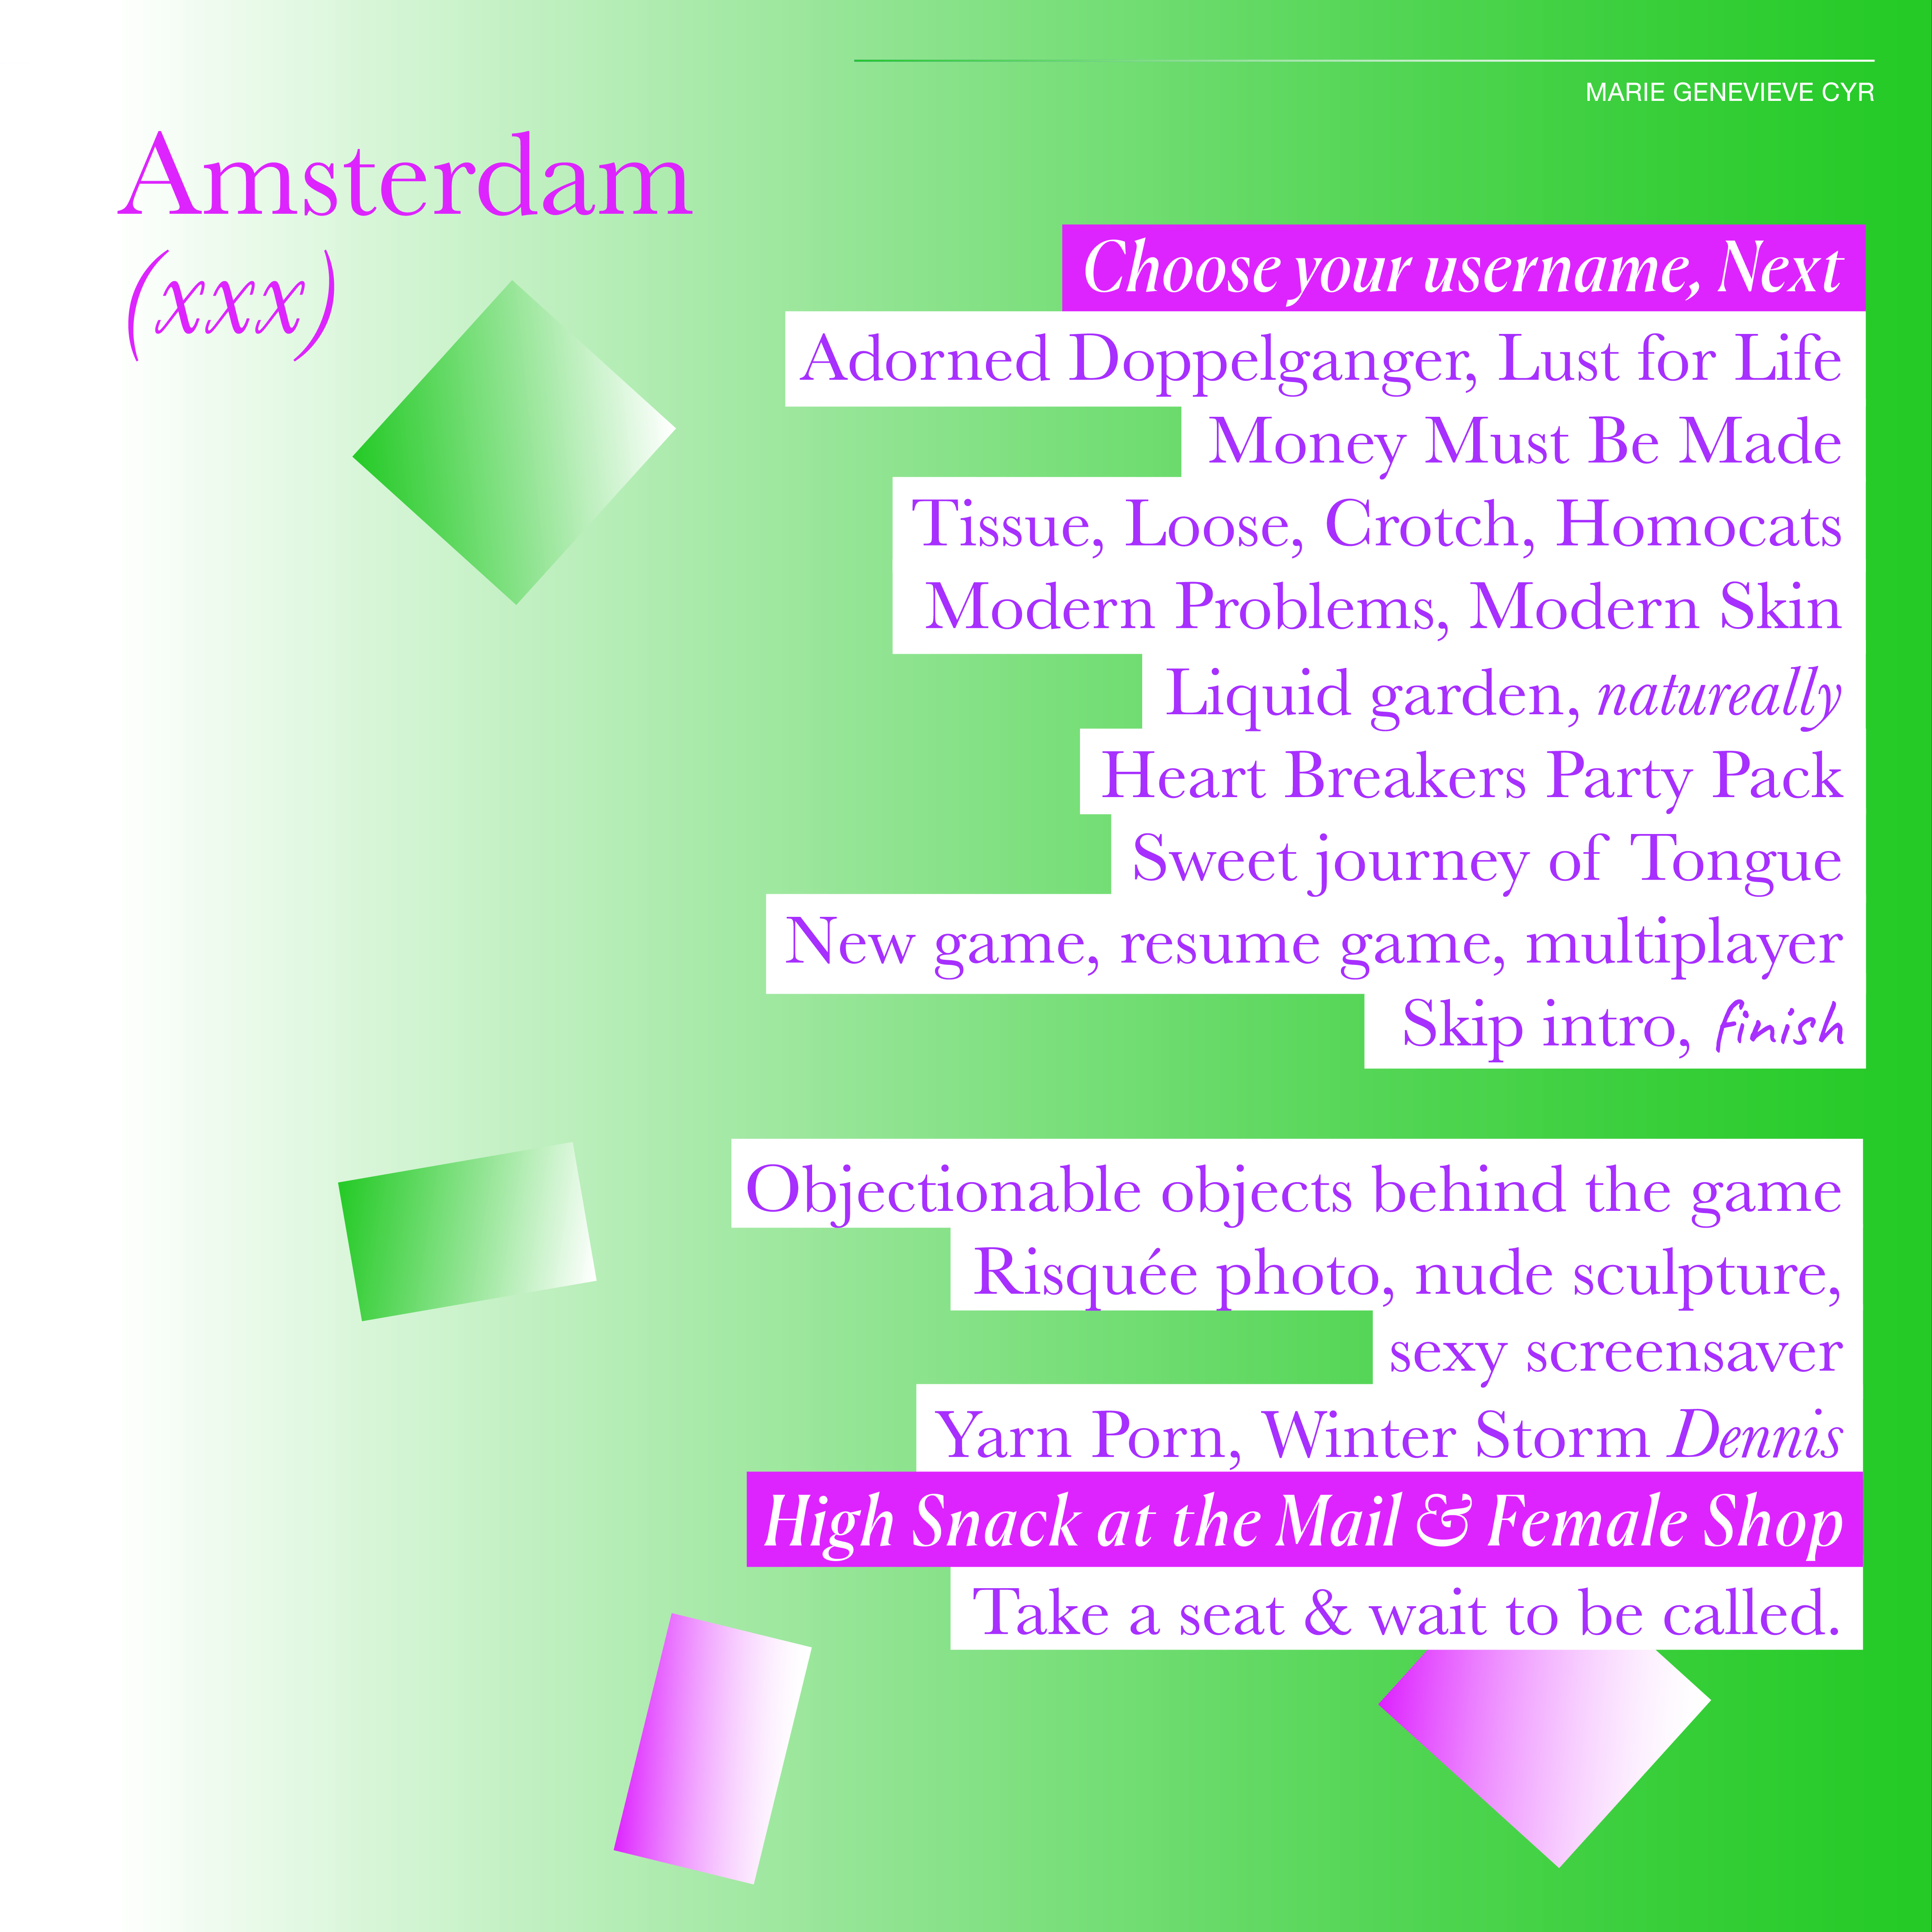 MARIE GENEVIEVE CYR
Amsterdam
(xxx)
Choose your username, Next
Adorned Doppelganger, Lust for Life
Money Must Be Made
Tissue, Loose, Crotch, Homocats
Modern Problems, Modern Skin
Liquid garden, natureally
Heart Breakers Party Pack
Sweet journey of Tongue
New game, resume game, multiplayer
Skip intro, finish
Objectionable objects behind the game
Risquée photo, nude sculpture,
sexy screensaver
Yarn Porn, Winter Storm Dennis
High Snack at the Mail & Female Shop
Take a seat & wait to be called.